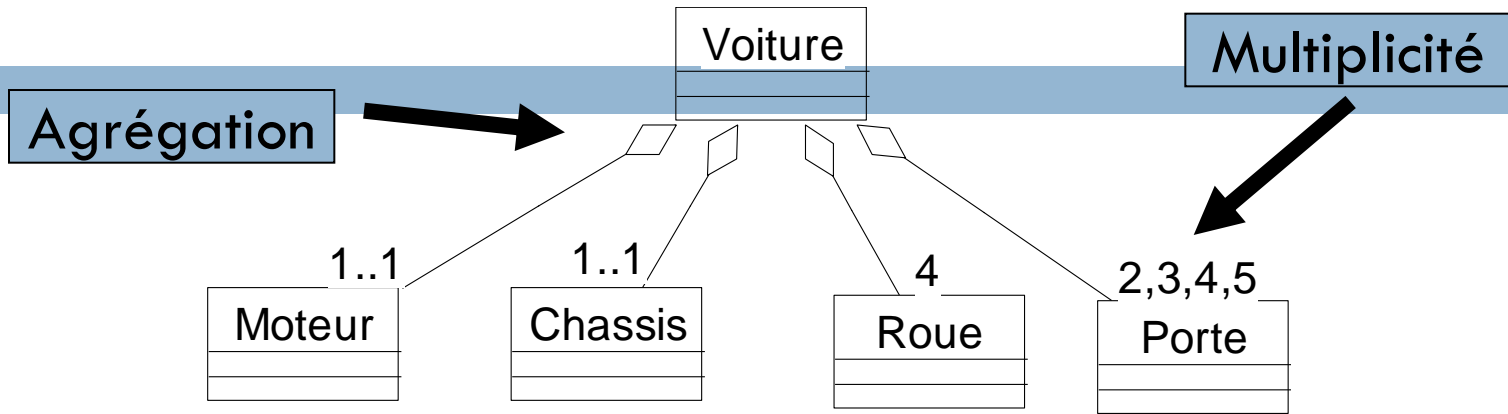 Voiture
Multiplicité
Agrégation
1..1
1..1
4
2,3,4,5
Moteur
Chassis
Roue
Porte